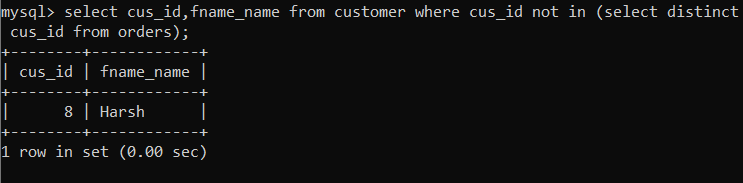 mysql> select cus_id,fname_name from customer where cus_id not in (select distinct
 cus_id from orders);
+--------+------------+
| cus_id | fname_name |
+--------+------------+
|      8 | Harsh      |
+--------+------------+
1 row in set (0.00 sec)